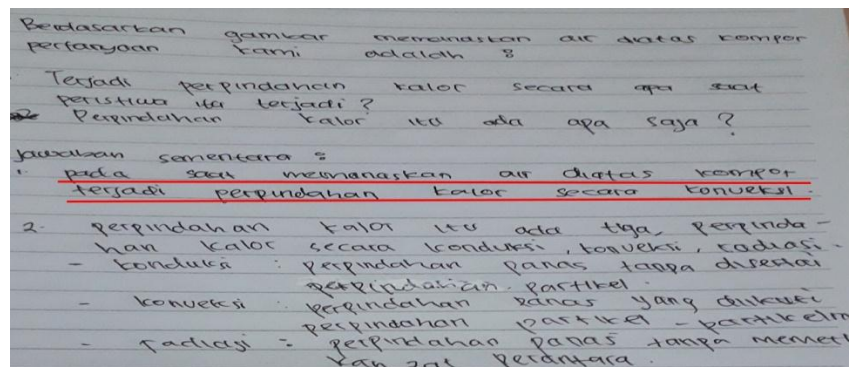 Berdasarkan gambar memanaskan air diatas kompor
pertanyaan kami adalah :
Terjadi perpindahan kalor secara apa saat
peristiwa itu terjadi ?
Perpindahan kalor itu ada apa saja ?
Jawaban sementara :
1. pada saat memanaskan air diatas kompor
terjadi perpindahan kalor secara konveksi.
2. perpindahan kalor itu ada tiga, perpinda-
han kalor secara konduksi, konveksi, radiasi.
- konduksi : perpindahan panas tanpa disertai
perpindahan partikel.
- konveksi : perpindahan panas yang diikuti
perpindahan partikel - partikeln
- radiasi : perpindahan panas tanpa memerl
kan zat perantara.